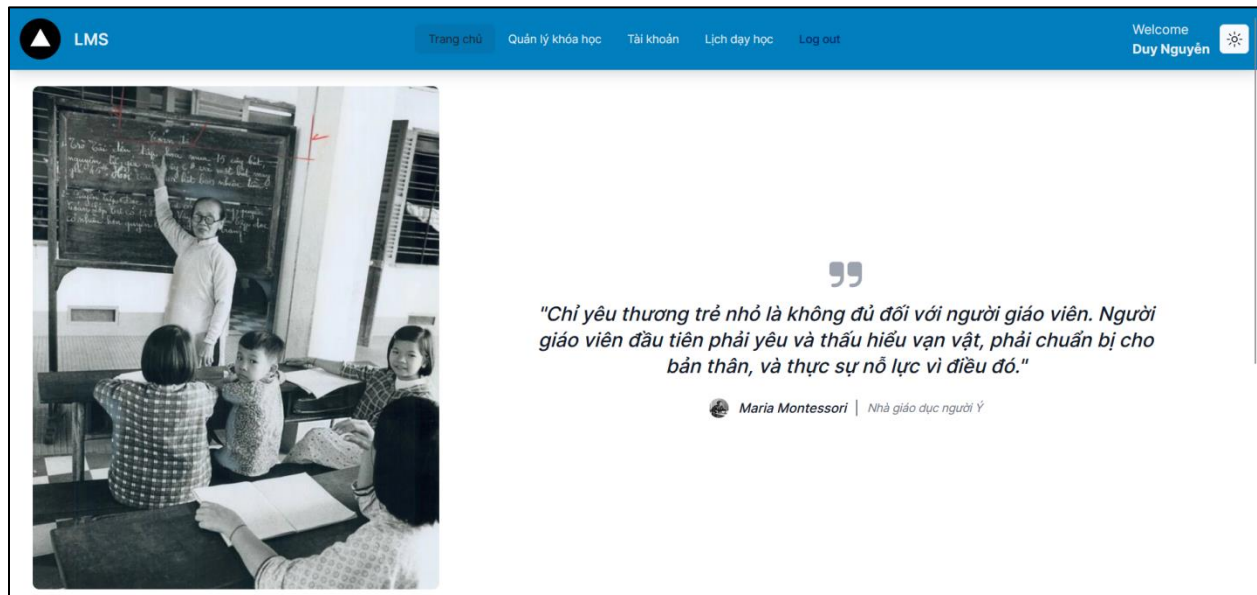 LMS
Trang chủ
Quản lý khóa học
Tài khoản
Lịch dạy học
Log out
Welcome
Duy Nguyễn
"Chỉ yêu thương trẻ nhỏ là không đủ đối với người giáo viên. Người
giáo viên đầu tiên phải yêu và thấu hiểu vạn vật, phải chuẩn bị cho
bản thân, và thực sự nỗ lực vì điều đó."
Maria Montessori | Nhà giáo dục người Ý